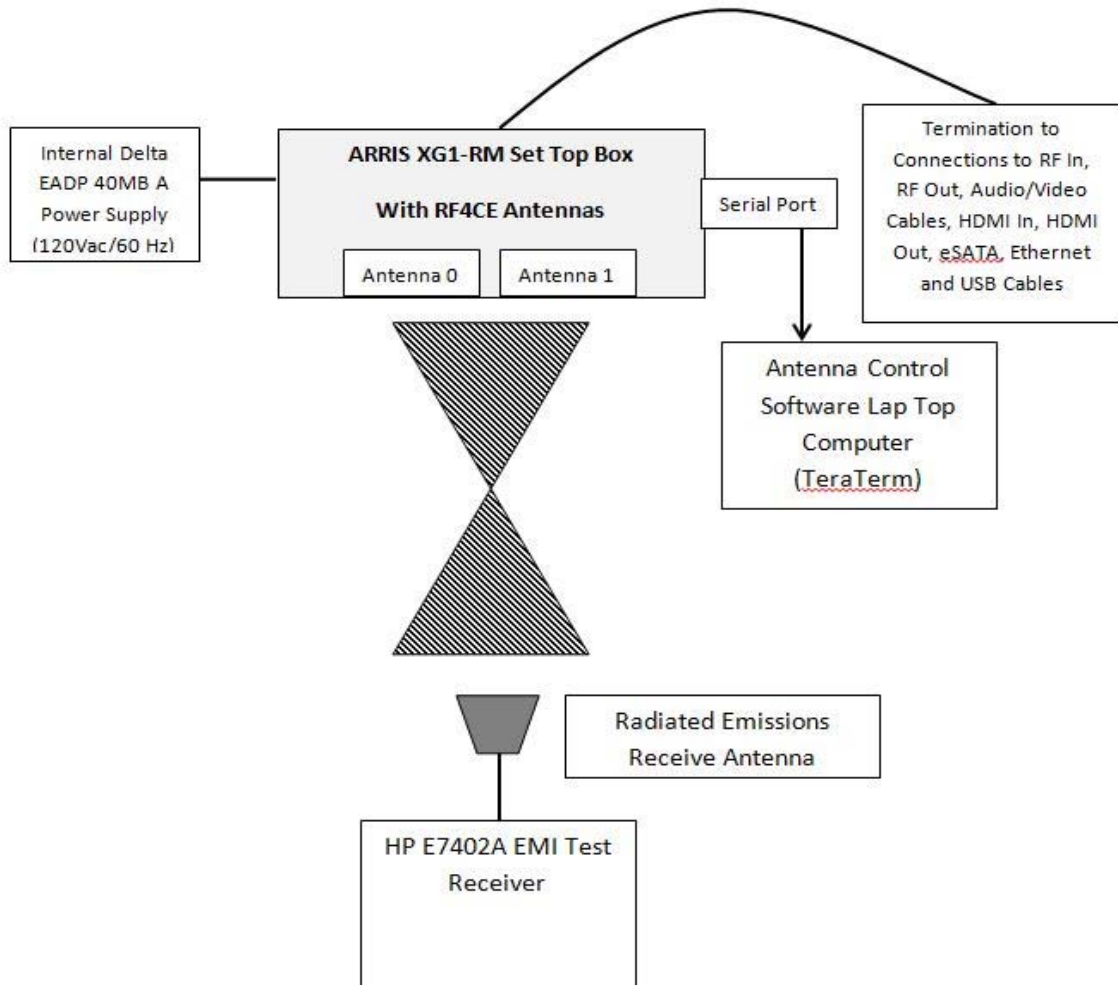 Internal Delta
EADP 40MB A
Power Supply
(120Vac/60 Hz)
ARRIS XG1-RM Set Top Box
With RF4CE Antennas
Antenna 0
Antenna 1
Serial Port
Termination to
Connections to RF In,
RF Out, Audio/Video
Cables, HDMI In, HDMI
Out, eSATA, Ethernet
and USB Cables
Antenna Control
Software Lap Top
Computer
(TeraTerm)
Radiated Emissions
Receive Antenna
HP E7402A EMI Test
Receiver